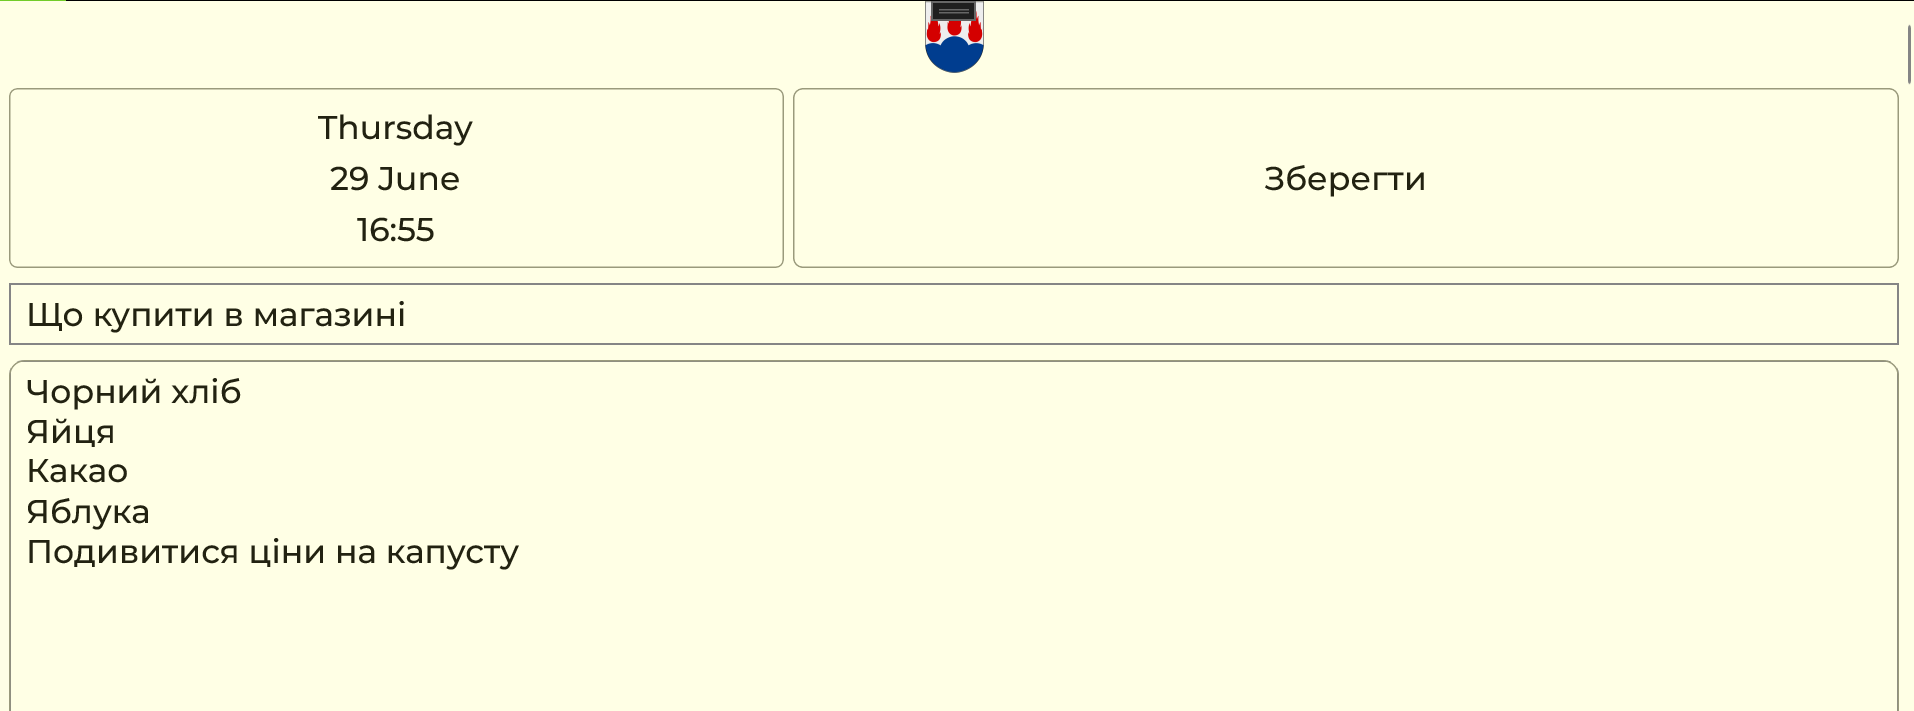 Thursday
29 June
16:55
Зберегти
Що купити в магазині
Чорний хліб
Яйця
Какао
Яблука
Подивитися ціни на капусту